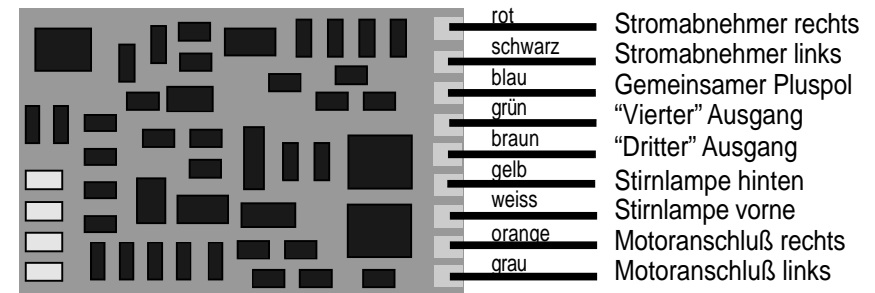 rot Stromabnehmer rechts
schwarz Stromabnehmer links
blau Gemeinsamer Pluspol
grün “Vierter” Ausgang
braun “Dritter” Ausgang
gelb Stirnlampe hinten
weiss Stirnlampe vorne
orange Motoranschluß rechts
grau Motoranschluß links